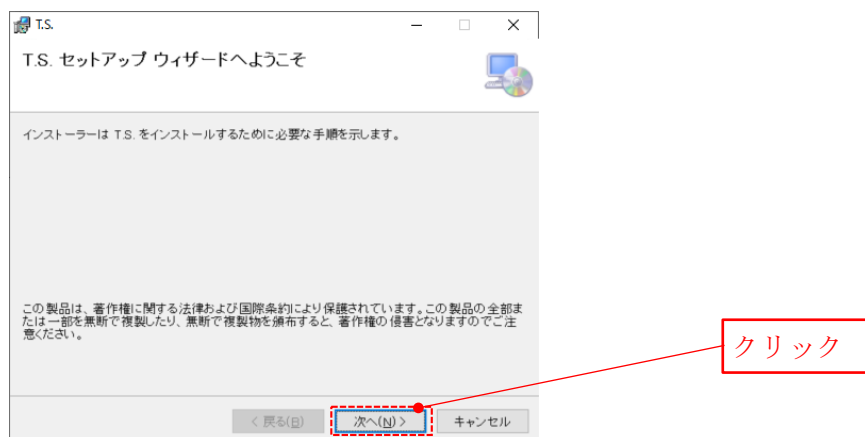 T.S.
T.S. セットアップ ウィザードへようこそ
インストーラーは T.S. をインストールするために必要な手順を示します。
この製品は、著作権に関する法律および国際条約により保護されています。この製品の全部ま
たは一部を無断で複製したり、無断で複製物を頒布すると、著作権の侵害となりますのでご注
意ください。
クリック
< 戻る(B)
次へ(N) >
キャンセル